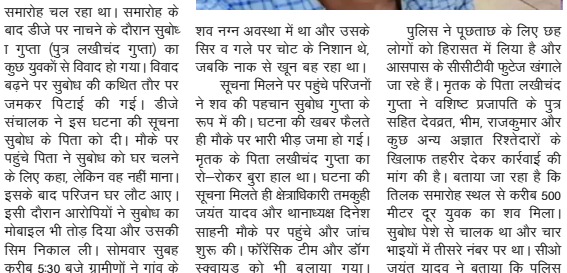 समारोह चल रहा था। समारोह के
बाद डीजे पर नाचने के दौरान सुबोध
ा गुप्ता (पुत्र लखीचंद गुप्ता) का
कुछ युवकों से विवाद हो गया। विवाद
बढ़ने पर सुबोध की कथित तौर पर
जमकर पिटाई की गई। डीजे
संचालक ने इस घटना की सूचना
सुबोध के पिता को दी। मौके पर
पहुंचे पिता ने सुबोध को घर चलने
के लिए कहा, लेकिन वह नहीं माना।
इसके बाद परिजन घर लौट आए।
इसी दौरान आरोपियों ने सुबोध का
मोबाइल भी तोड़ दिया और उसकी
सिम निकाल ली। सोमवार सुबह
करीब 5:30 बजे ग्रामीणों ने गांव के
शव नग्न अवस्था में था और उसके
सिर व गले पर चोट के निशान थे,
जबकि नाक से खून बह रहा था।
सूचना मिलने पर पहुंचे परिजनों
ने शव की पहचान सुबोध गुप्ता के
रूप में की। घटना की खबर फैलते
ही मौके पर भारी भीड़ जमा हो गई।
मृतक के पिता लखीचंद गुप्ता का
रो–रोकर बुरा हाल था। घटना की
सूचना मिलते ही क्षेत्राधिकारी तमकुही
जयंत यादव और थानाध्यक्ष दिनेश
साहनी मौके पर पहुंचे और जांच
शुरू की। फॉरेंसिक टीम और डॉग
स्क्वायड को भी बुलाया गया।
पुलिस ने पूछताछ के लिए छह
लोगों को हिरासत में लिया है और
आसपास के सीसीटीवी फुटेज खंगाले
जा रहे हैं। मृतक के पिता लखीचंद
गुप्ता ने वशिष्ट प्रजापति के पुत्र
सहित देवव्रत, भीम, राजकुमार और
कुछ अन्य अज्ञात रिश्तेदारों के
खिलाफ तहरीर देकर कार्रवाई की
मांग की है। बताया जा रहा है कि
तिलक समारोह स्थल से करीब 500
मीटर दूर युवक का शव मिला।
सुबोध पेशे से चालक था और चार
भाइयों में तीसरे नंबर पर था। सीओ
जयंत यादव ने बताया कि पुलिस